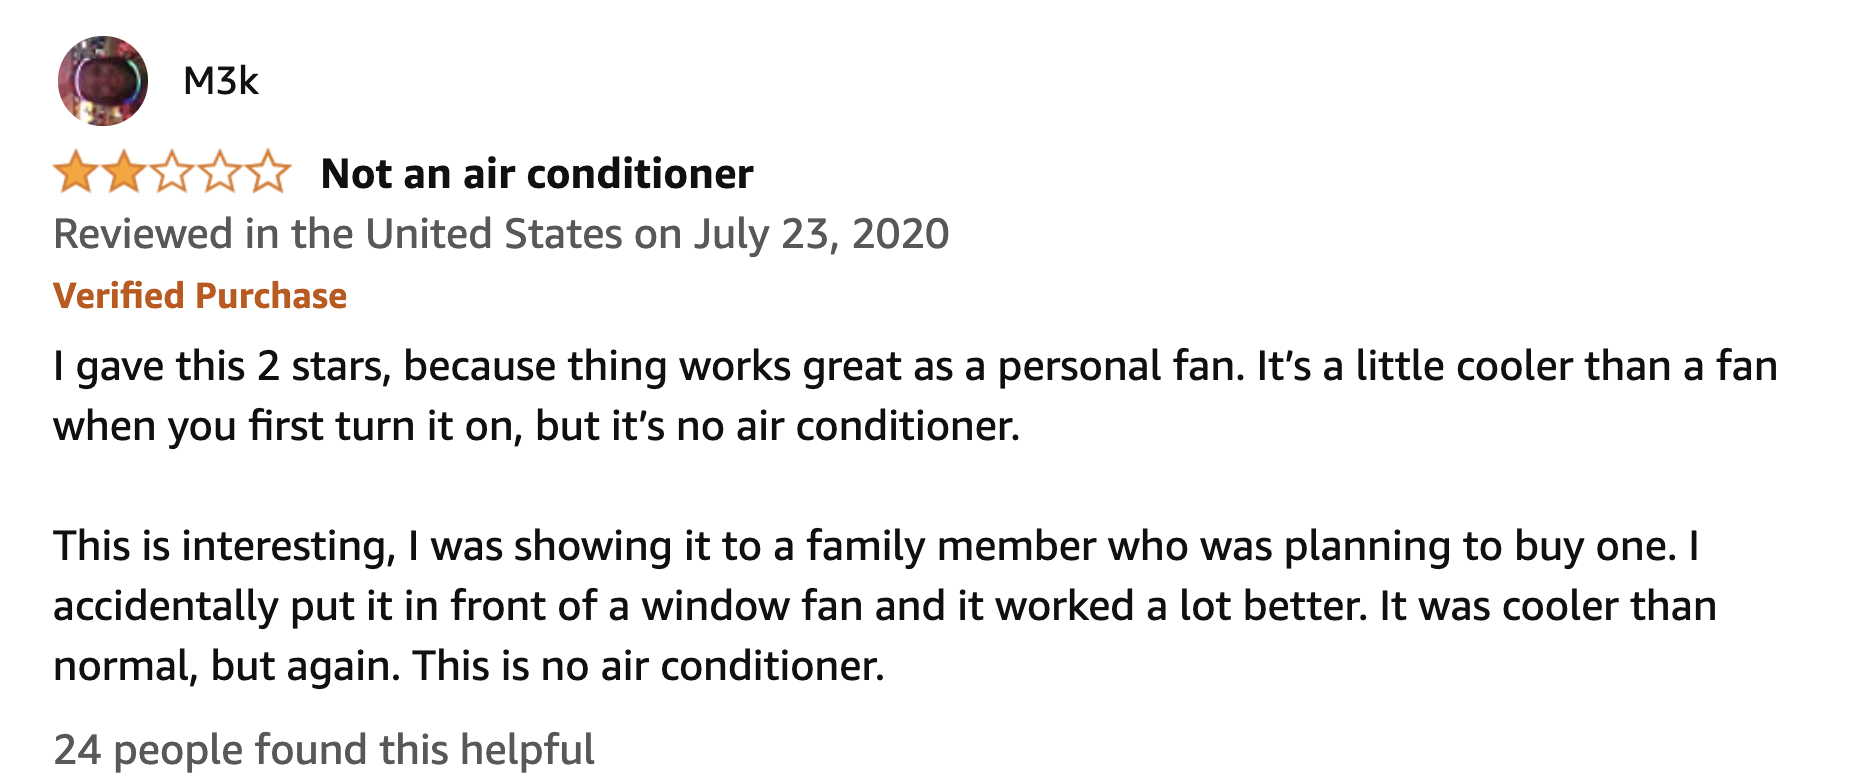 M3k
Not an air conditioner
Reviewed in the United States on July 23, 2020
Verified Purchase
I gave this 2 stars, because thing works great as a personal fan. It’s a little cooler than a fan
when you first turn it on, but it’s no air conditioner.
This is interesting, I was showing it to a family member who was planning to buy one. I
accidentally put it in front of a window fan and it worked a lot better. It was cooler than
normal, but again. This is no air conditioner.
24 people found this helpful